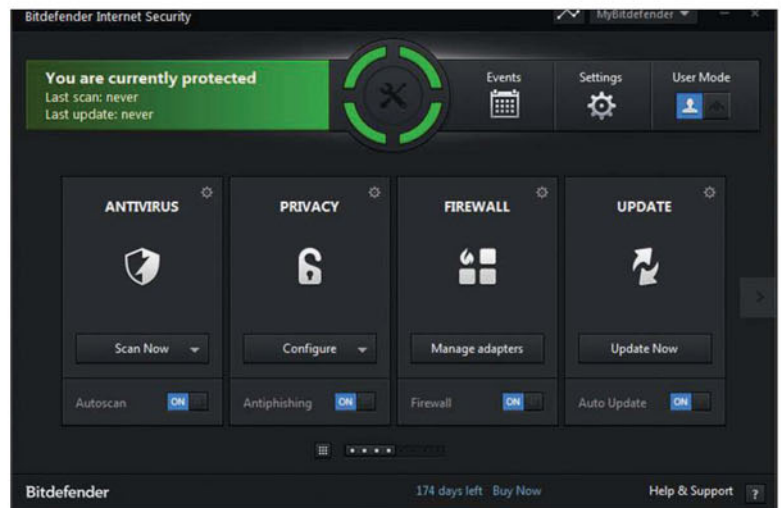 Bitdefender Internet Security
MyBitdefender
You are currently protected
Last scan: never
Last update: never
Events
Settings
User Mode
ANTIVIRUS
PRIVACY
FIREWALL
UPDATE
Scan Now
Configure
Manage adapters
Update Now
Autoscan ON
Antiphishing ON
Firewall ON
Auto Update ON
Bitdefender
174 days left Buy Now
Help & Support ?